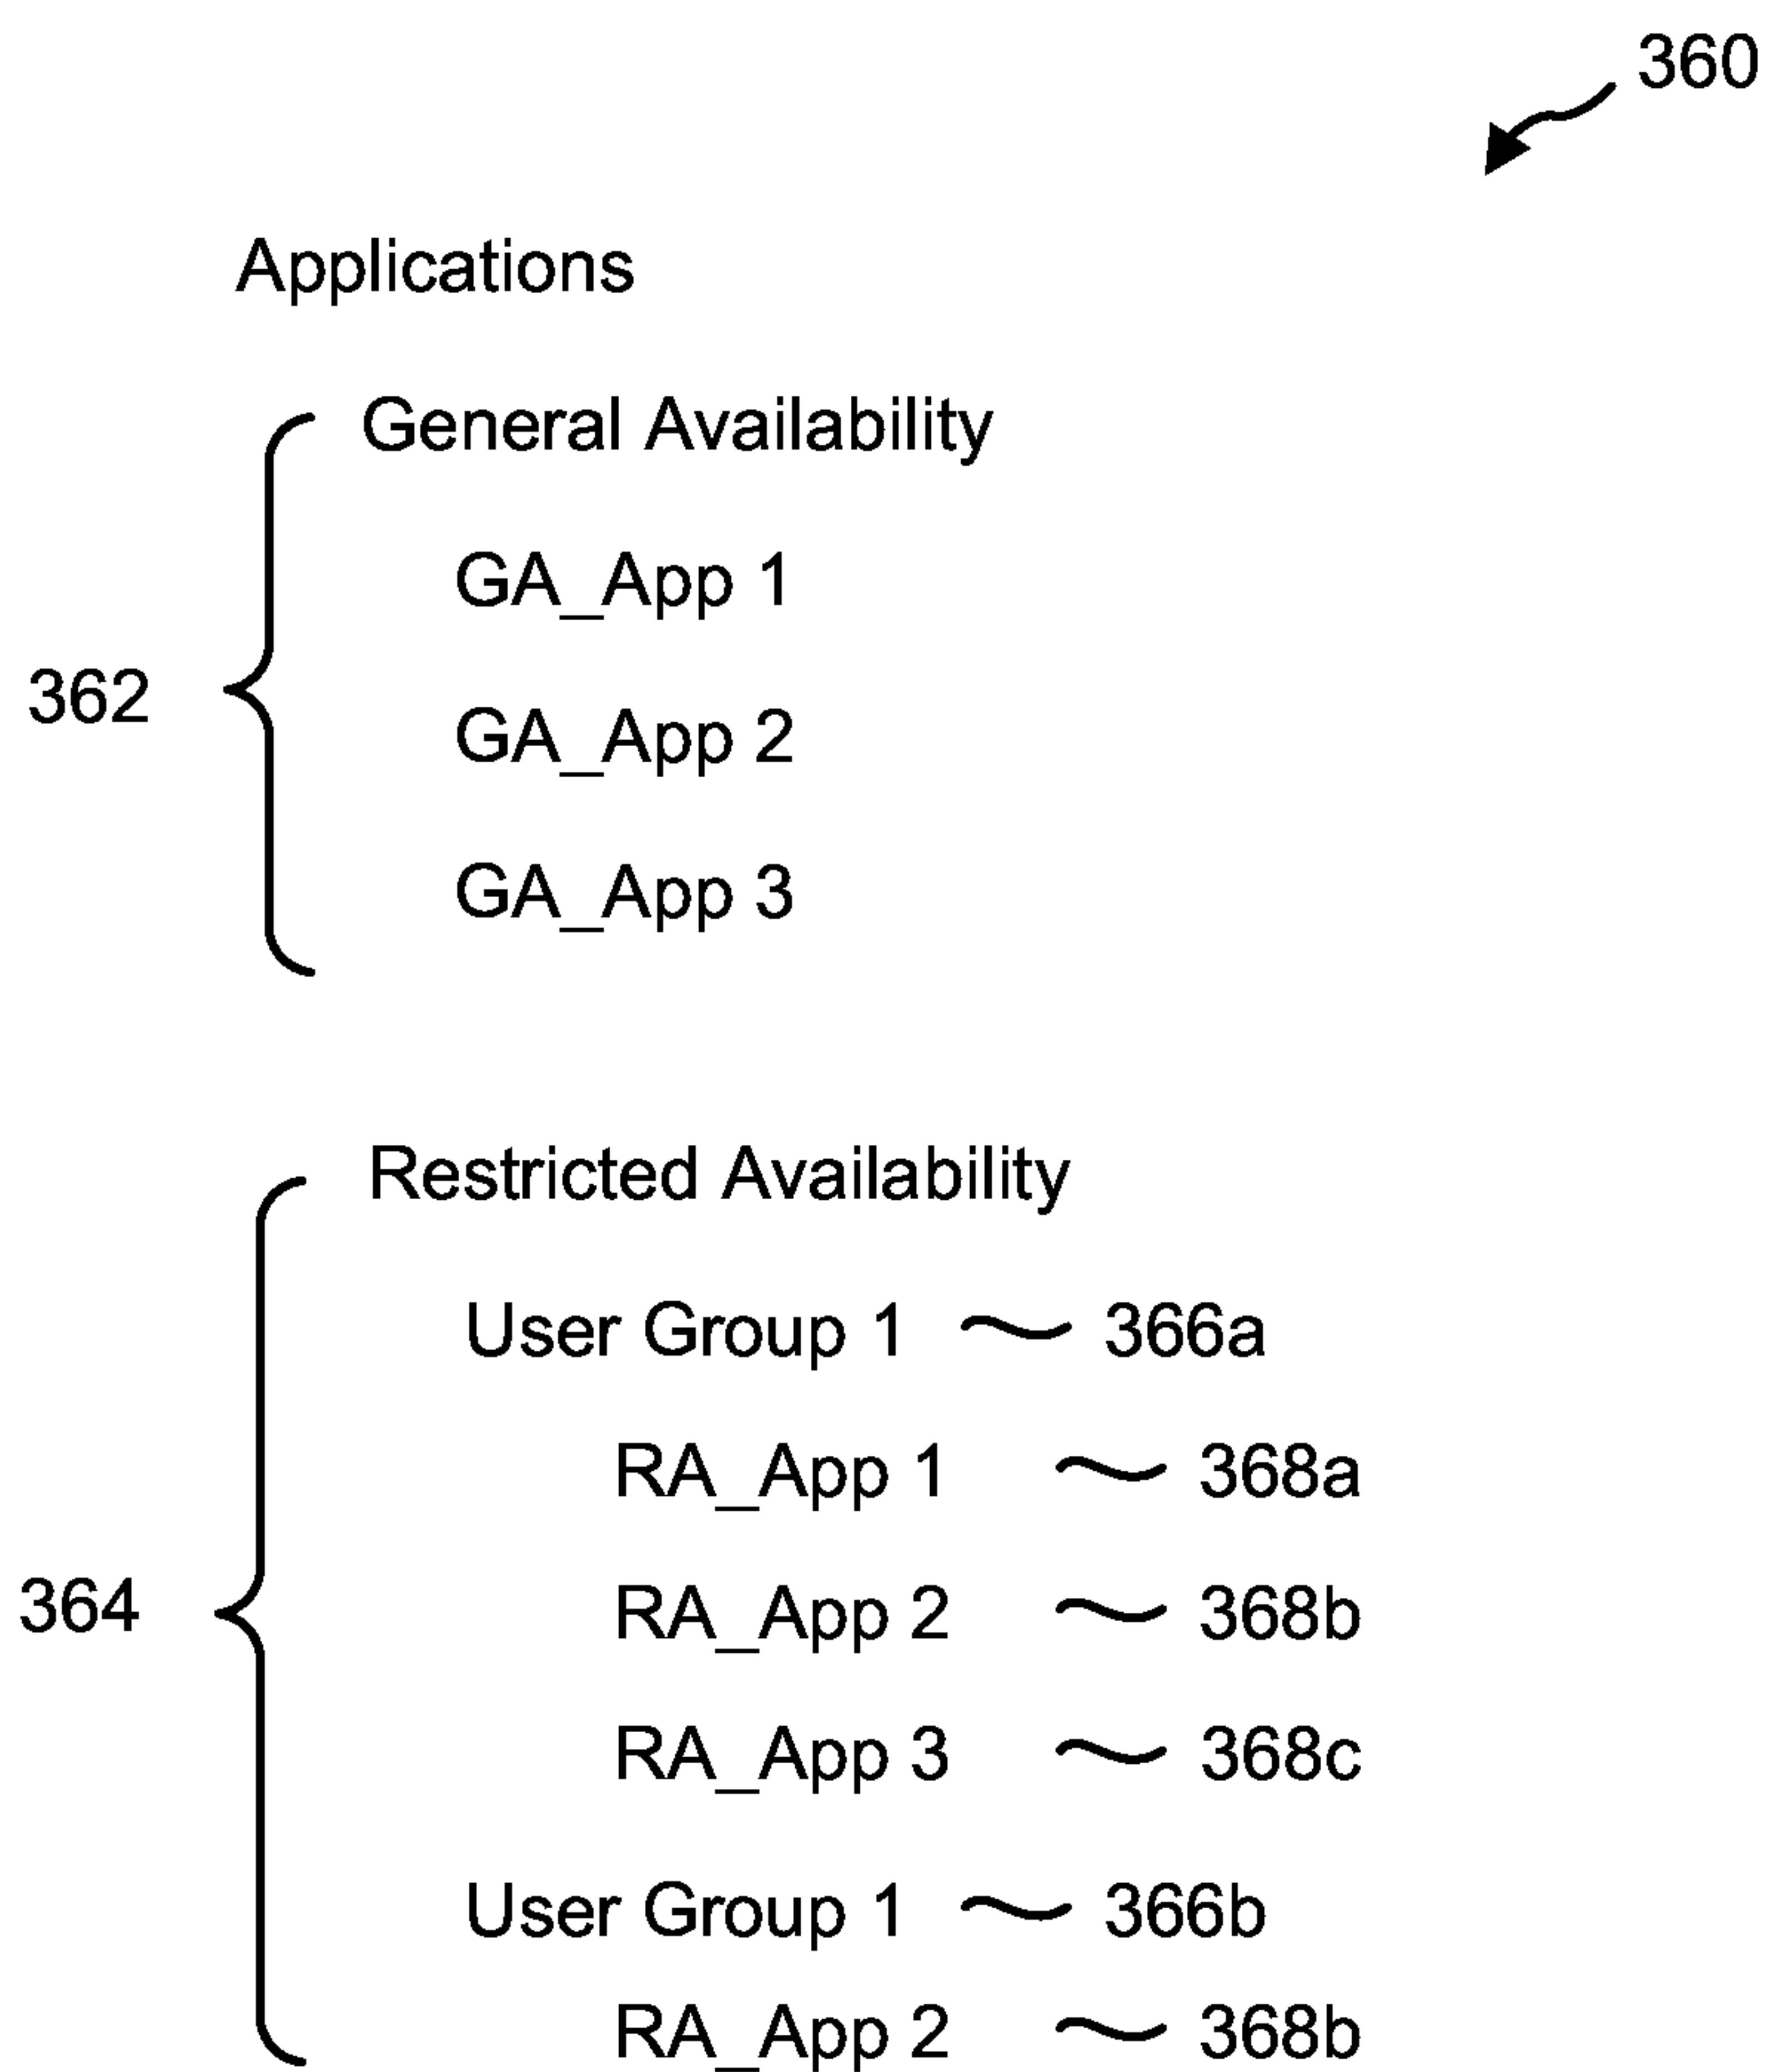 360
Applications
General Availability
GA_App 1
GA_App 2
362
GA_App 3
Restricted Availability
User Group 1 366a
RA_App 1 368a
RA_App 2 368b
364
RA_App 3 368c
User Group 1 366b
RA_App 2 368b